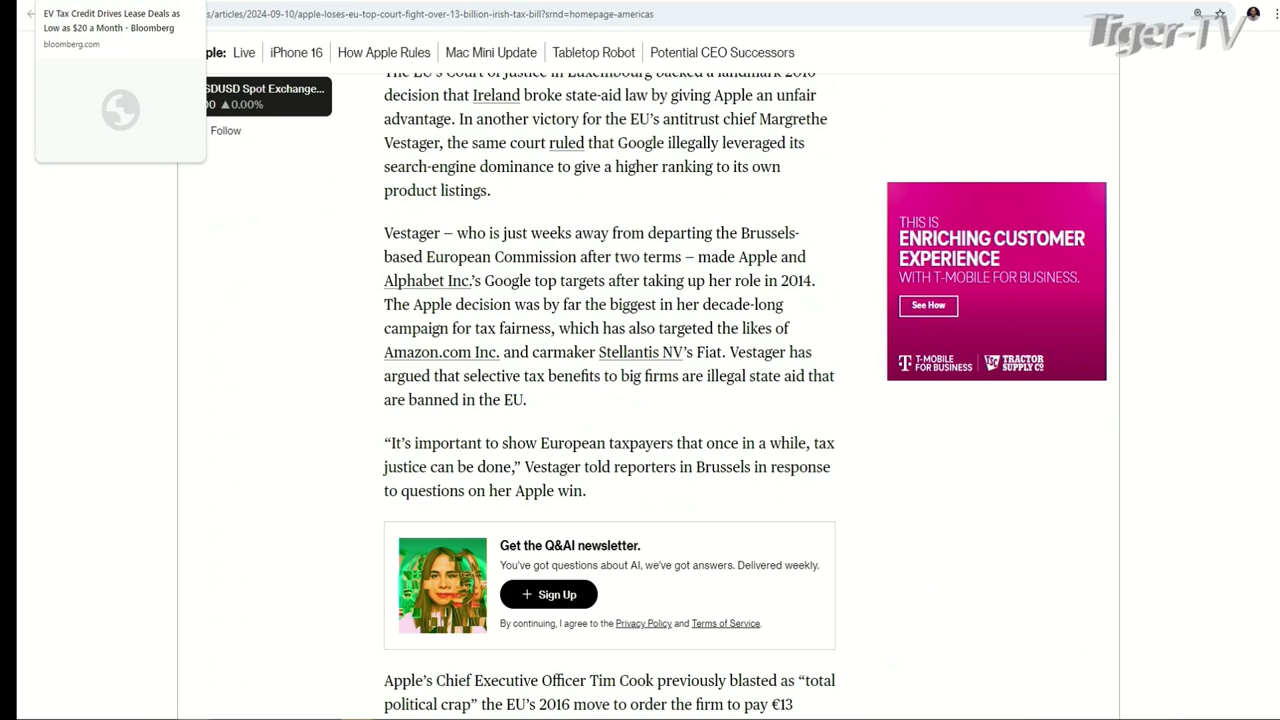 EV Tax Credit Drives Lease Deals as
Low as $20 a Month - Bloomberg
bloomberg.com
s/articles/2024-09-10/apple-loses-eu-top-court-fight-over-13-billion-irish-tax-bill?srnd=homepage-americas
Tiger-TV
ple: Live iPhone 16 How Apple Rules Mac Mini Update Tabletop Robot Potential CEO Successors
SDUSD Spot Exchange...
00 ▲0.00%
Follow
The EU's Court of Justice in Luxembourg backed a landmark 2016
decision that Ireland broke state-aid law by giving Apple an unfair
advantage. In another victory for the EU's antitrust chief Margrethe
Vestager, the same court ruled that Google illegally leveraged its
search-engine dominance to give a higher ranking to its own
product listings.
Vestager – who is just weeks away from departing the Brussels-
based European Commission after two terms – made Apple and
Alphabet Inc.'s Google top targets after taking up her role in 2014.
The Apple decision was by far the biggest in her decade-long
campaign for tax fairness, which has also targeted the likes of
Amazon.com Inc. and carmaker Stellantis NV's Fiat. Vestager has
argued that selective tax benefits to big firms are illegal state aid that
are banned in the EU.
“It's important to show European taxpayers that once in a while, tax
justice can be done,” Vestager told reporters in Brussels in response
to questions on her Apple win.
Get the Q&AI newsletter.
You've got questions about AI, we've got answers. Delivered weekly.
+ Sign Up
By continuing, I agree to the Privacy Policy and Terms of Service.
Apple's Chief Executive Officer Tim Cook previously blasted as “total
political crap” the EU's 2016 move to order the firm to pay €13
THIS IS
ENRICHING CUSTOMER
EXPERIENCE
WITH T-MOBILE FOR BUSINESS.
See How
T-MOBILE
FOR BUSINESS
TRACTOR
SUPPLY CO